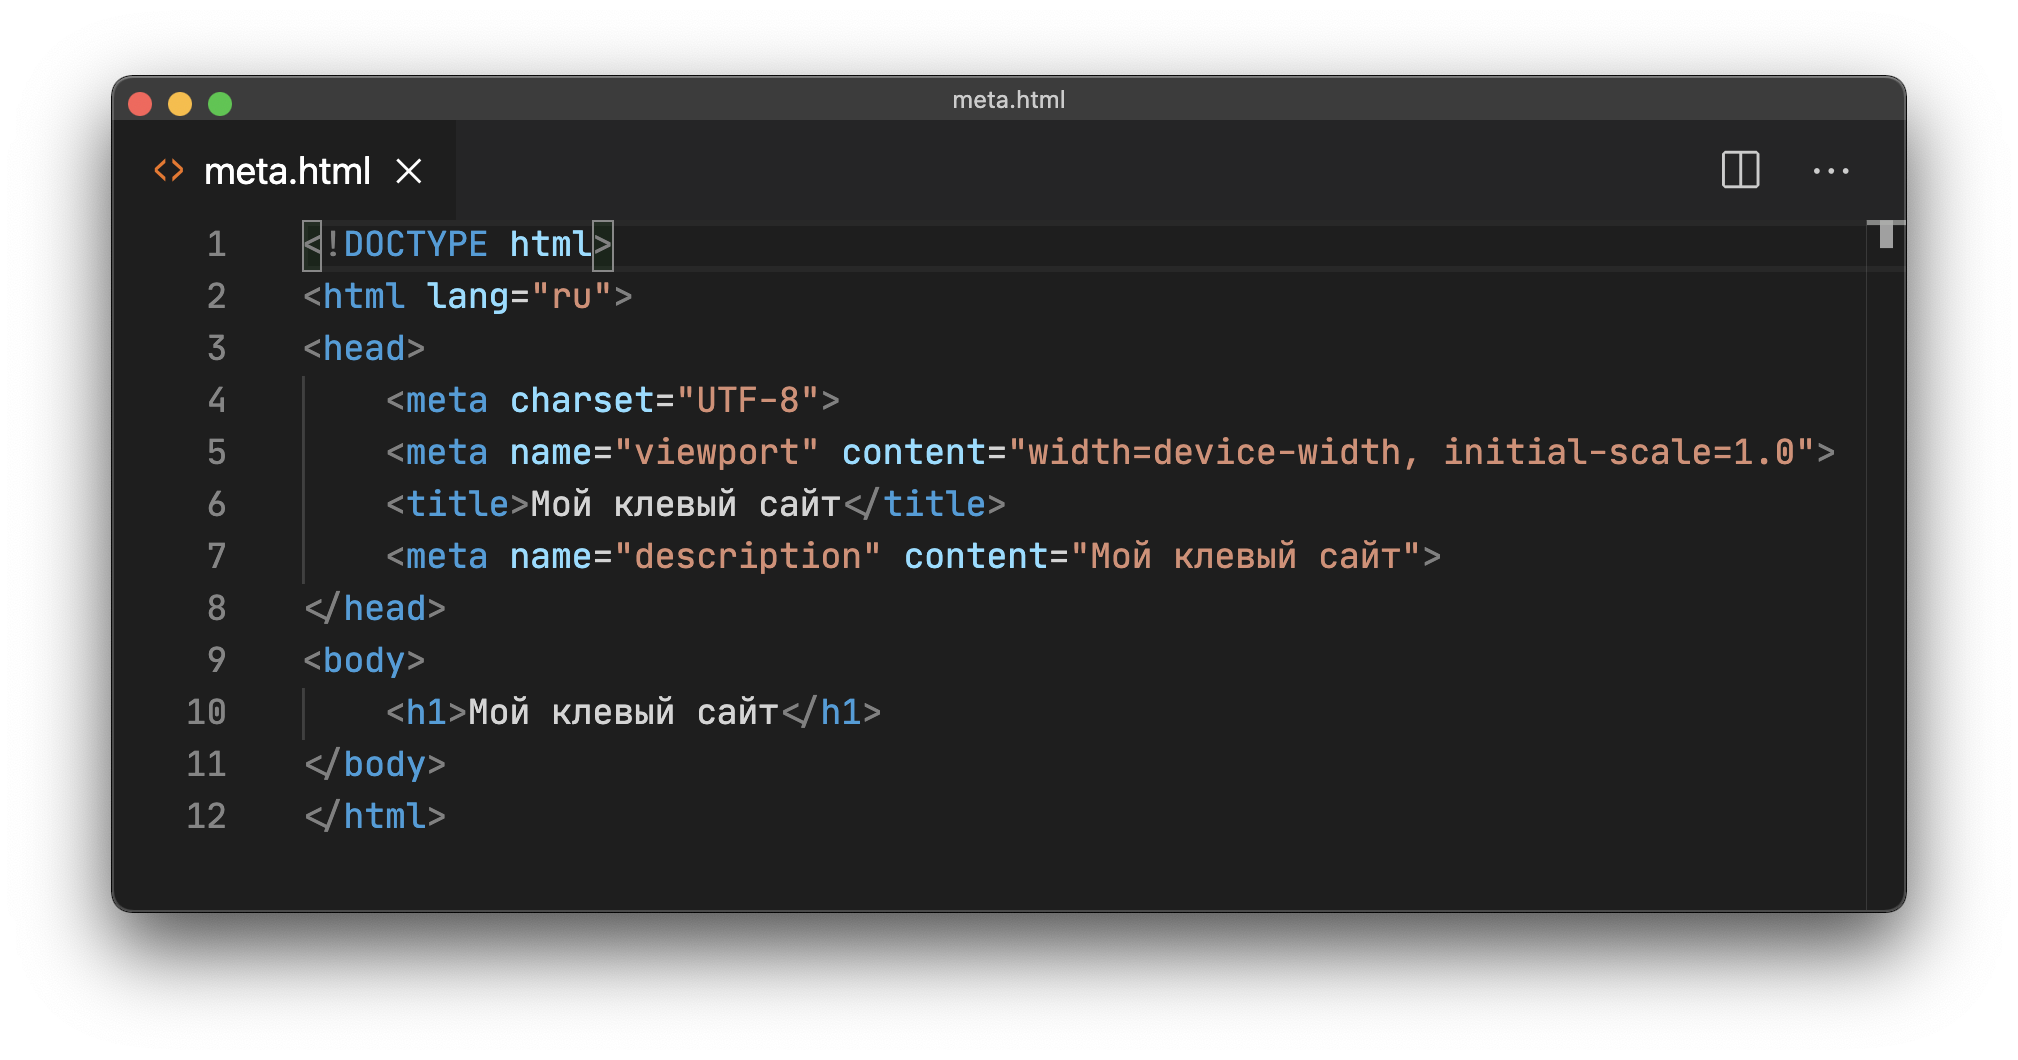 meta.html
meta.html
1 <!DOCTYPE html>
2 <html lang="ru">
3 <head>
4     <meta charset="UTF-8">
5     <meta name="viewport" content="width=device-width, initial-scale=1.0">
6     <title>Мой клевый сайт</title>
7     <meta name="description" content="Мой клевый сайт">
8 </head>
9 <body>
10     <h1>Мой клевый сайт</h1>
11 </body>
12 </html>